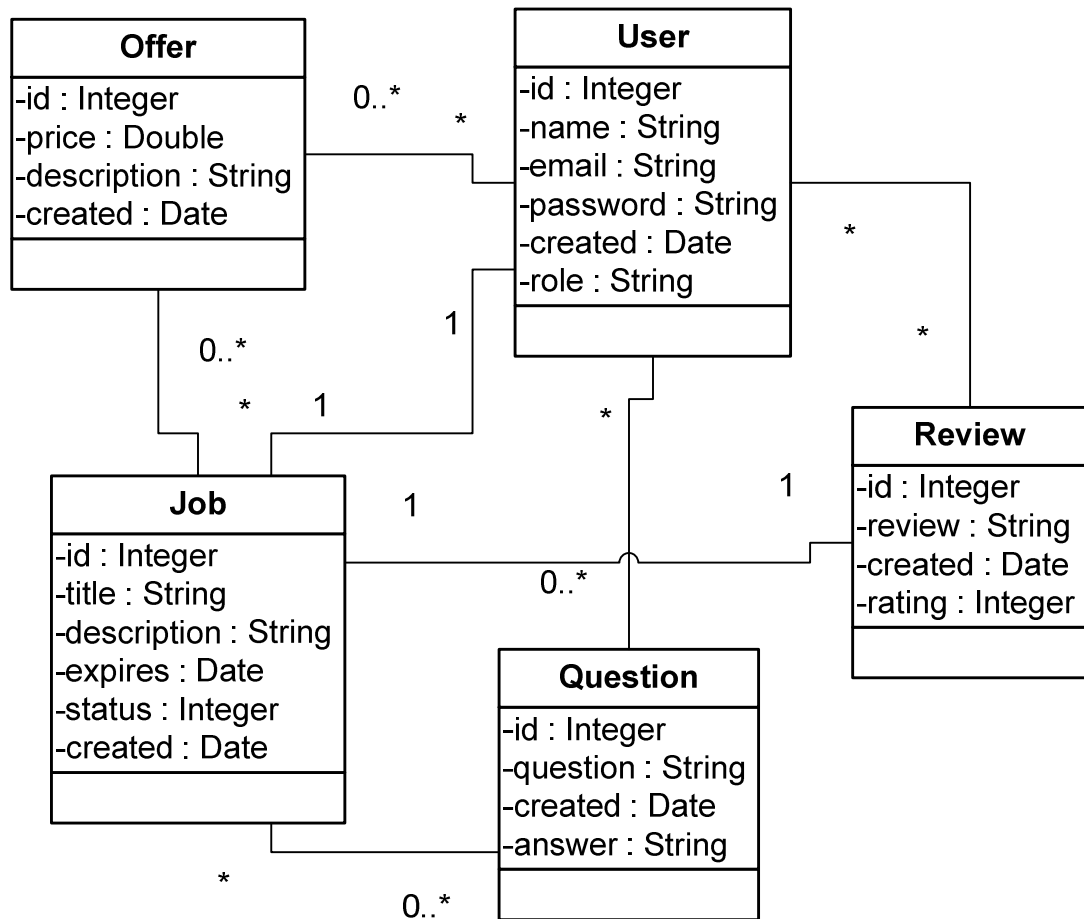 Offer
-id : Integer
-price : Double
-description : String
-created : Date
User
-id : Integer
-name : String
-email : String
-password : String
-created : Date
-role : String
0..*
*
*
*
1
1
0..*
*
*
0..*
Review
-id : Integer
-review : String
-created : Date
-rating : Integer
1
1
Job
-id : Integer
-title : String
-description : String
-expires : Date
-status : Integer
-created : Date
Question
-id : Integer
-question : String
-created : Date
-answer : String
*
0..*